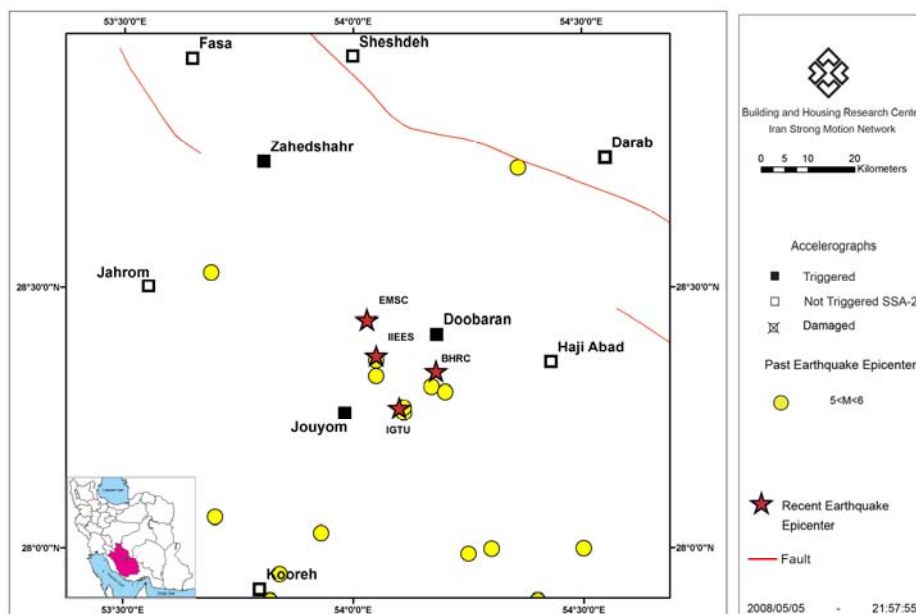 53°30'0"E 54°0'0"E 54°30'0"E
Fasa
Sheshdeh
Zahedshahr
Darab
Jahrom
28°30'0"N 28°30'0"N
EMSC
Doobaran
IIEES
BHRC
Haji Abad
Jouyom
IGTU
28°0'0"N 28°0'0"N
Kooreh
53°30'0"E 54°0'0"E 54°30'0"E
Building and Housing Research Cente
Iran Strong Motion Network
0 5 10 20
Kilometers
Accelerographs
Triggered
Not Triggered SSA-2
Damaged
Past Earthquake Epicenter
5<M<6
Recent Earthquake
Epicenter
Fault
2008/05/05 - 21:57:55